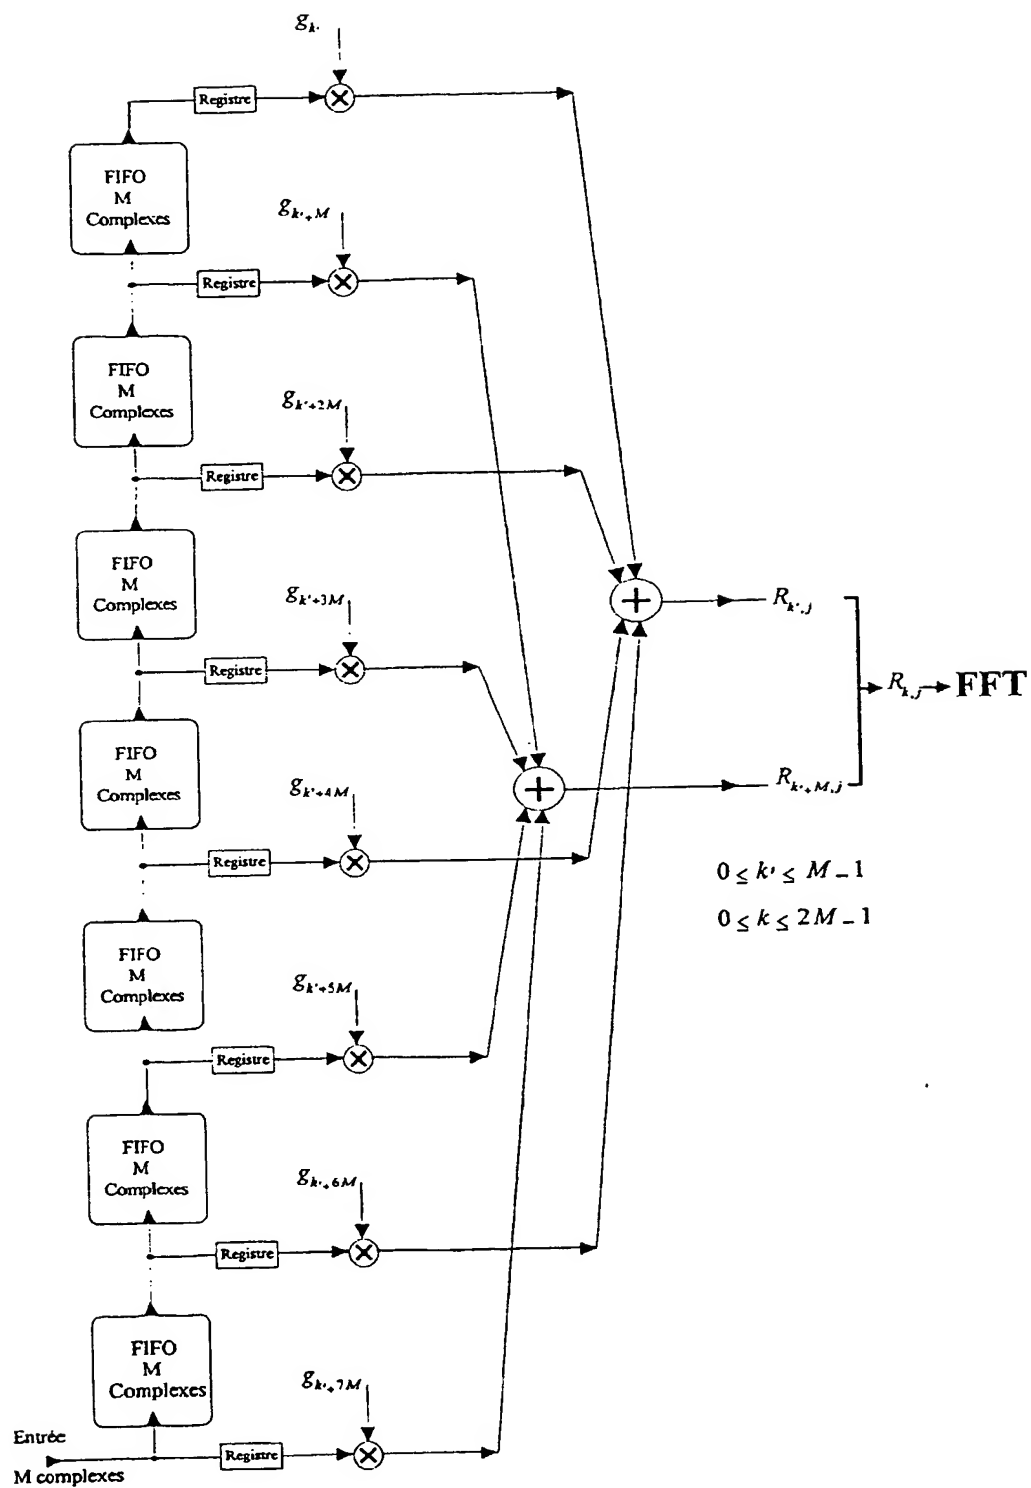 g_{k'}
Registre
FIFO
M
Complexes
g_{k'+M}
Registre
FIFO
M
Complexes
g_{k'+2M}
Registre
FIFO
M
Complexes
g_{k'+3M}
Registre
FIFO
M
Complexes
g_{k'+4M}
Registre
FIFO
M
Complexes
g_{k'+5M}
Registre
FIFO
M
Complexes
g_{k'+6M}
Registre
FIFO
M
Complexes
g_{k'+7M}
Registre
Entrée
M complexes
R_{k',j}
R_{k,j} FFT
R_{k'+M,j}
0 ≤ k' ≤ M-1
0 ≤ k ≤ 2M-1